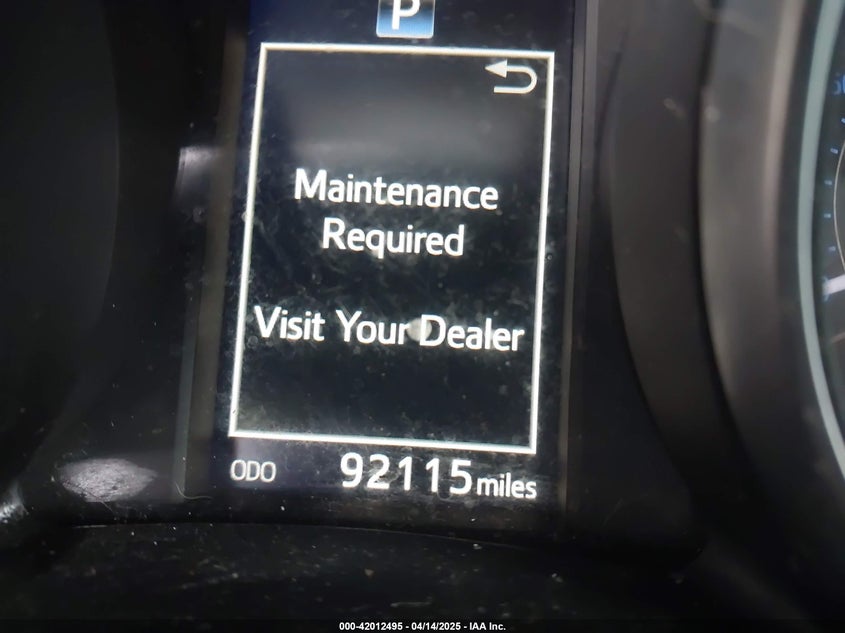 P
Maintenance
Required
Visit Your Dealer
ODO 92115 miles
000-42012495 - 04/14/2025 - IAA Inc.